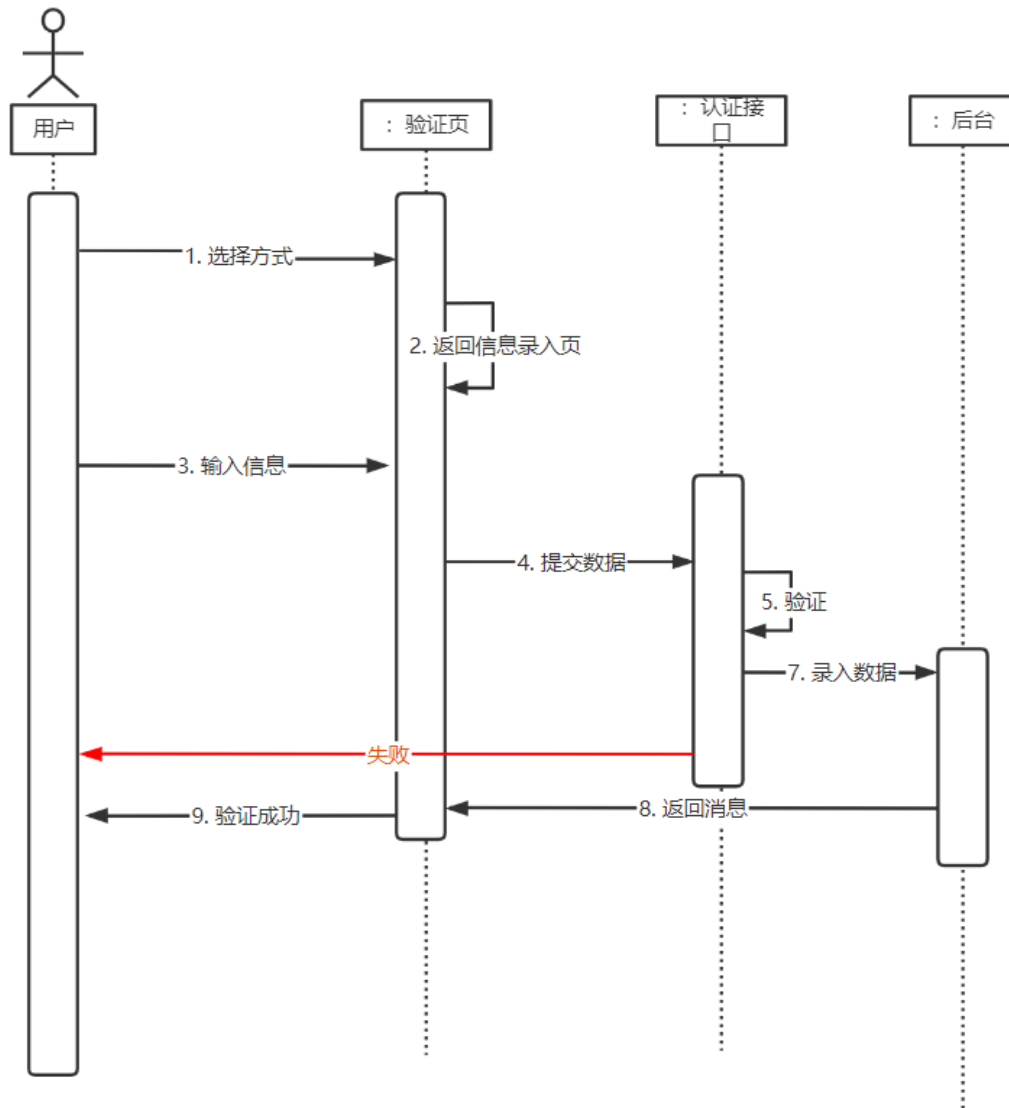 用户
: 验证页
: 认证接
口
: 后台
1. 选择方式
2. 返回信息录入页
3. 输入信息
4. 提交数据
5. 验证
7. 录入数据
失败
8. 返回消息
9. 验证成功